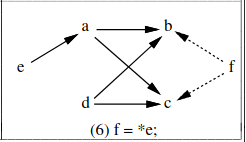 a b
e f
d c
(6) f = *e;